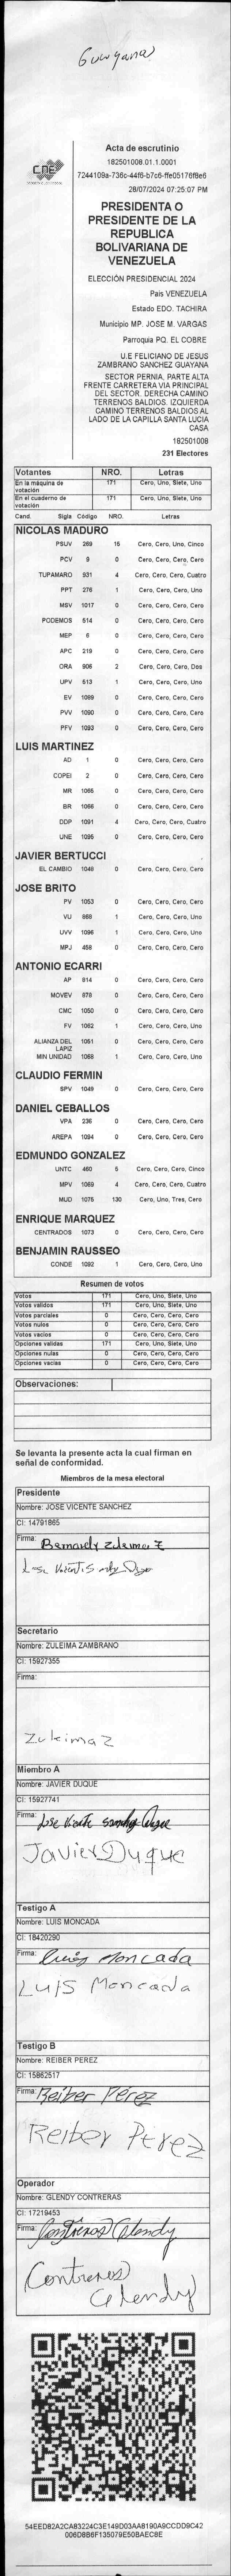 Guayana
CNE
Acta de escrutinio
182501008.01.1.0001
7244109a-736c-44f6-b7c6-ffe05176f8e6
28/07/2024 07:25:07 PM
PRESIDENTA O
PRESIDENTE DE LA
REPUBLICA
BOLIVARIANA DE
VENEZUELA
ELECCIÓN PRESIDENCIAL 2024
Pais VENEZUELA
Estado EDO. TACHIRA
Municipio MP. JOSE M. VARGAS
Parroquia PQ. EL COBRE
U.E FELICIANO DE JESUS
ZAMBRANO SANCHEZ GUAYANA
SECTOR PERNIA, PARTE ALTA
FRENTE CARRETERA VIA PRINCIPAL
DEL SECTOR. DERECHA CAMINO
TERRENOS BALDIOS. IZQUIERDA
CAMINO TERRENOS BALDIOS AL
LADO DE LA CAPILLA SANTA LUCIA
CASA
182501008
231 Electores
Votantes NRO. Letras
En la máquina de votación 171 Cero, Uno, Siete, Uno
En el cuaderno de votación 171 Cero, Uno, Siete, Uno
Cand. Sigla Código NRO. Letras
NICOLAS MADURO
PSUV 269 15 Cero, Cero, Uno, Cinco
PCV 9 0 Cero, Cero, Cero, Cero
TUPAMARO 931 4 Cero, Cero, Cero, Cuatro
PPT 276 1 Cero, Cero, Cero, Uno
MSV 1017 0 Cero, Cero, Cero, Cero
PODEMOS 514 0 Cero, Cero, Cero, Cero
MEP 6 0 Cero, Cero, Cero, Cero
APC 219 0 Cero, Cero, Cero, Cero
ORA 906 2 Cero, Cero, Cero, Dos
UPV 513 1 Cero, Cero, Cero, Uno
EV 1089 0 Cero, Cero, Cero, Cero
PVV 1090 0 Cero, Cero, Cero, Cero
PFV 1093 0 Cero, Cero, Cero, Cero
LUIS MARTINEZ
AD 1 0 Cero, Cero, Cero, Cero
COPEI 2 0 Cero, Cero, Cero, Cero
MR 1065 0 Cero, Cero, Cero, Cero
BR 1066 0 Cero, Cero, Cero, Cero
DDP 1091 4 Cero, Cero, Cero, Cuatro
UNE 1095 0 Cero, Cero, Cero, Cero
JAVIER BERTUCCI
EL CAMBIO 1048 0 Cero, Cero, Cero, Cero
JOSE BRITO
PV 1053 0 Cero, Cero, Cero, Cero
VU 868 1 Cero, Cero, Cero, Uno
UVV 1096 1 Cero, Cero, Cero, Uno
MPJ 458 0 Cero, Cero, Cero, Cero
ANTONIO ECARRI
AP 914 0 Cero, Cero, Cero, Cero
MOVEV 878 0 Cero, Cero, Cero, Cero
CMC 1050 0 Cero, Cero, Cero, Cero
FV 1062 1 Cero, Cero, Cero, Uno
ALIANZA DEL LAPIZ 1051 0 Cero, Cero, Cero, Cero
MIN UNIDAD 1068 1 Cero, Cero, Cero, Uno
CLAUDIO FERMIN
SPV 1049 0 Cero, Cero, Cero, Cero
DANIEL CEBALLOS
VPA 236 0 Cero, Cero, Cero, Cero
AREPA 1094 0 Cero, Cero, Cero, Cero
EDMUNDO GONZALEZ
UNTC 460 5 Cero, Cero, Cero, Cinco
MPV 1069 4 Cero, Cero, Cero, Cuatro
MUD 1075 130 Cero, Uno, Tres, Cero
ENRIQUE MARQUEZ
CENTRADOS 1073 0 Cero, Cero, Cero, Cero
BENJAMIN RAUSSEO
CONDE 1092 1 Cero, Cero, Cero, Uno
Resumen de votos
Votos 171 Cero, Uno, Siete, Uno
Votos validos 171 Cero, Uno, Siete, Uno
Votos parciales 0 Cero, Cero, Cero, Cero
Votos nulos 0 Cero, Cero, Cero, Cero
Votos vacios 0 Cero, Cero, Cero, Cero
Opciones validas 171 Cero, Uno, Siete, Uno
Opciones nulas 0 Cero, Cero, Cero, Cero
Opciones vacias 0 Cero, Cero, Cero, Cero
Observaciones:
Se levanta la presente acta la cual firman en
señal de conformidad.
Miembros de la mesa electoral
Presidente
Nombre: JOSE VICENTE SANCHEZ
CI: 14791865
Firma: Bernardy Zuleima Z
Jose Vicente
Secretario
Nombre: ZULEIMA ZAMBRANO
CI: 15927355
Firma:
Zuleima Z
Miembro A
Nombre: JAVIER DUQUE
CI: 15927741
Firma: Jose Vicente Sanchez Duque
Javier Duque
Testigo A
Nombre: LUIS MONCADA
CI: 18420290
Firma: Luis Moncada
Luis Moncada
Testigo B
Nombre: REIBER PEREZ
CI: 15862517
Firma: Reiber Pérez
Reiber Perez
Operador
Nombre: GLENDY CONTRERAS
CI: 17219453
Firma: Contreras Glendy
Contreras
Glendy
54EED82A2CA83224C3E149D03AA8190A9CCDD9C42
006D8B6F135079E50BAEC8E